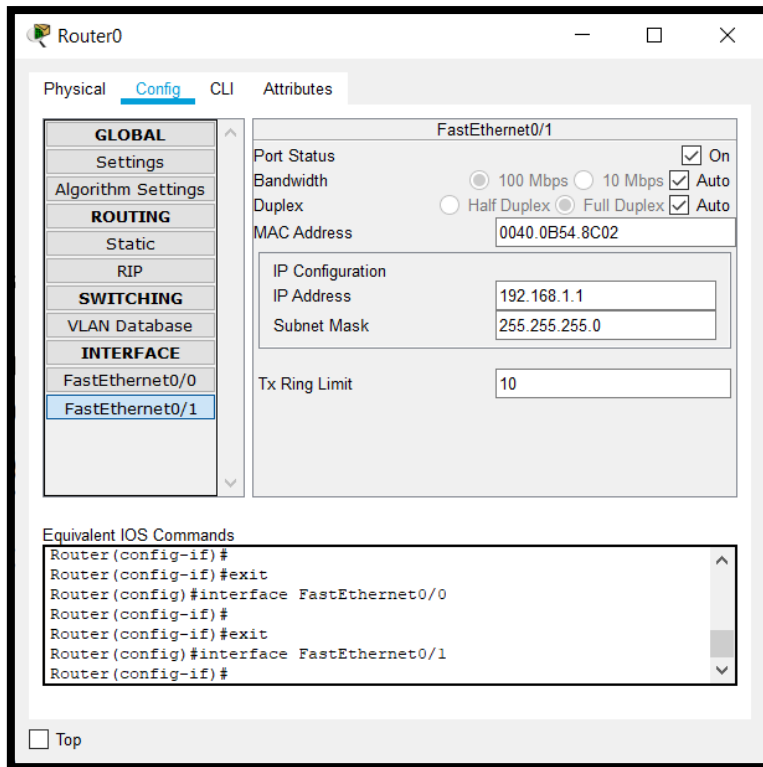 Router0
Physical Config CLI Attributes
GLOBAL
Settings
Algorithm Settings
ROUTING
Static
RIP
SWITCHING
VLAN Database
INTERFACE
FastEthernet0/0
FastEthernet0/1
FastEthernet0/1
Port Status On
Bandwidth 100 Mbps 10 Mbps Auto
Duplex Half Duplex Full Duplex Auto
MAC Address 0040.0B54.8C02
IP Configuration
IP Address 192.168.1.1
Subnet Mask 255.255.255.0
Tx Ring Limit 10
Equivalent IOS Commands
Router(config-if)#
Router(config-if)#exit
Router(config)#interface FastEthernet0/0
Router(config-if)#
Router(config-if)#exit
Router(config)#interface FastEthernet0/1
Router(config-if)#
Top